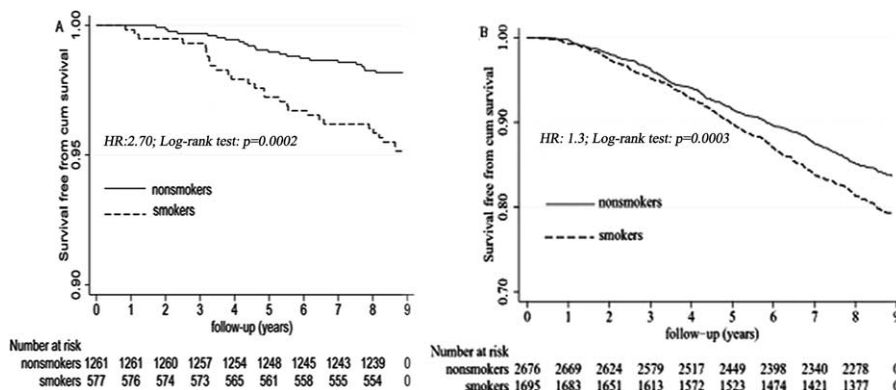 A
Survival free from cum survival
1.00
0.95
0.90
HR:2.70; Log-rank test: p=0.0002
nonsmokers
smokers
0 1 2 3 4 5 6 7 8 9
follow-up (years)
Number at risk
nonsmokers 1261 1261 1260 1257 1254 1248 1245 1243 1239 0
smokers 577 576 574 573 565 561 558 555 554 0
B
Survival free from cum survival
1.00
0.90
0.80
0.70
HR: 1.3; Log-rank test: p=0.0003
nonsmokers
smokers
0 1 2 3 4 5 6 7 8 9
follow-up (years)
Number at risk
nonsmokers 2676 2669 2624 2579 2517 2449 2398 2340 2278
smokers 1695 1683 1651 1613 1572 1523 1474 1421 1377